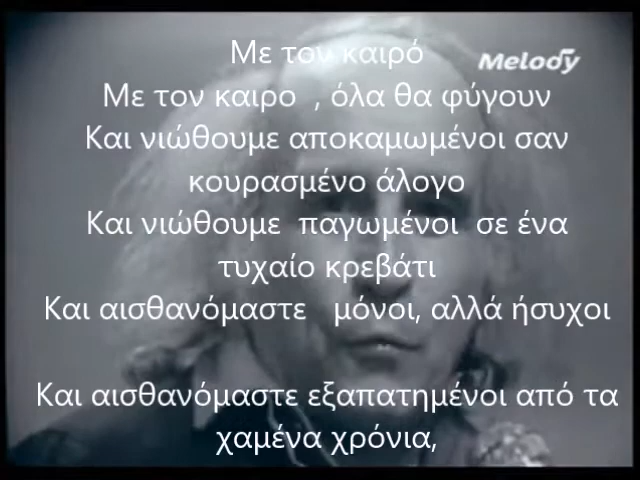 Με τον καιρό
Melody
Με τον καιρο , όλα θα φύγουν
Και νιώθουμε αποκαμωμένοι σαν
κουρασμένο άλογο
Και νιώθουμε παγωμένοι σε ένα
τυχαίο κρεβάτι
Και αισθανόμαστε μόνοι, αλλά ήσυχοι
Και αισθανόμαστε εξαπατημένοι από τα
χαμένα χρόνια,